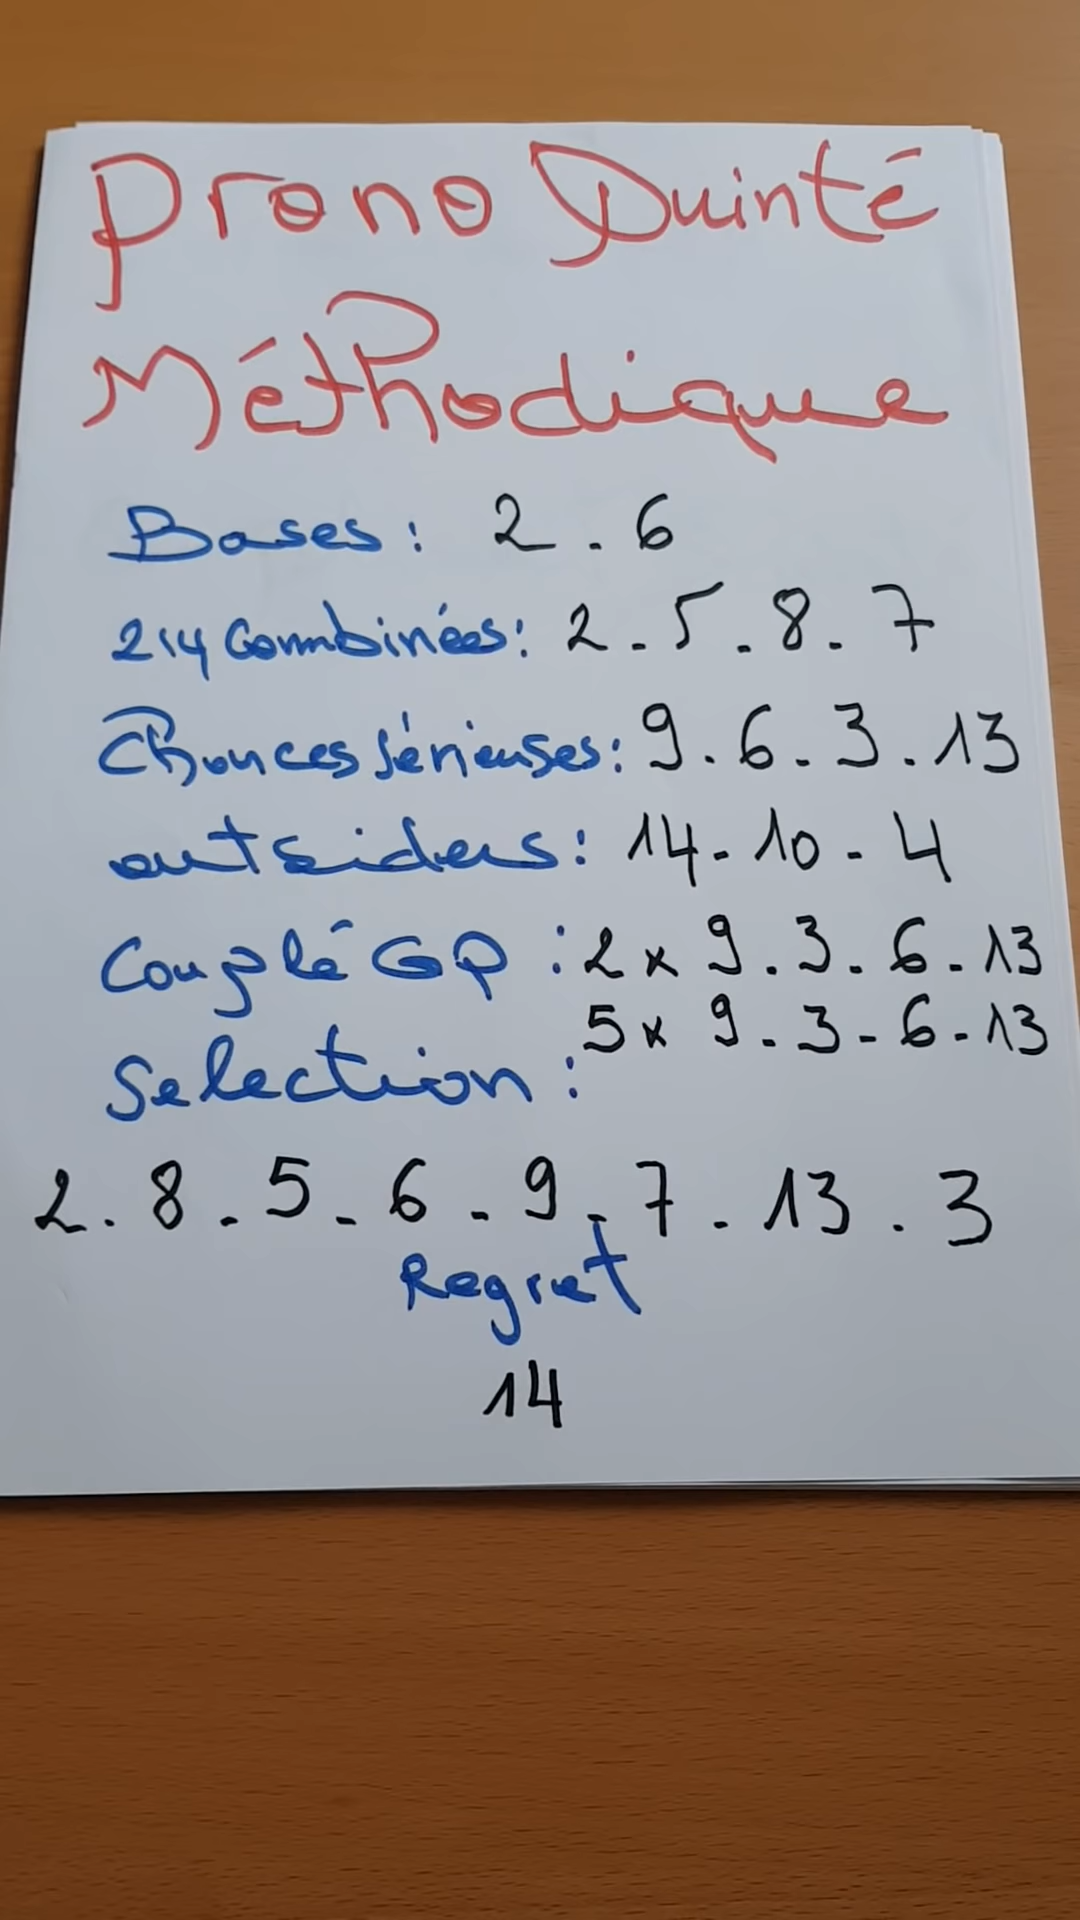 Prono Quinté
Méthodique
Bases: 2.6
2/4 Combinées: 2.5.8.7
Chances sérieuses: 9.6.3.13
outsiders: 14-10-4
Couplé GP: 2x 9.3.6-13
5x 9.3-6-13
Selection:
2.8.5-6-9-7.13.3
Regret
14